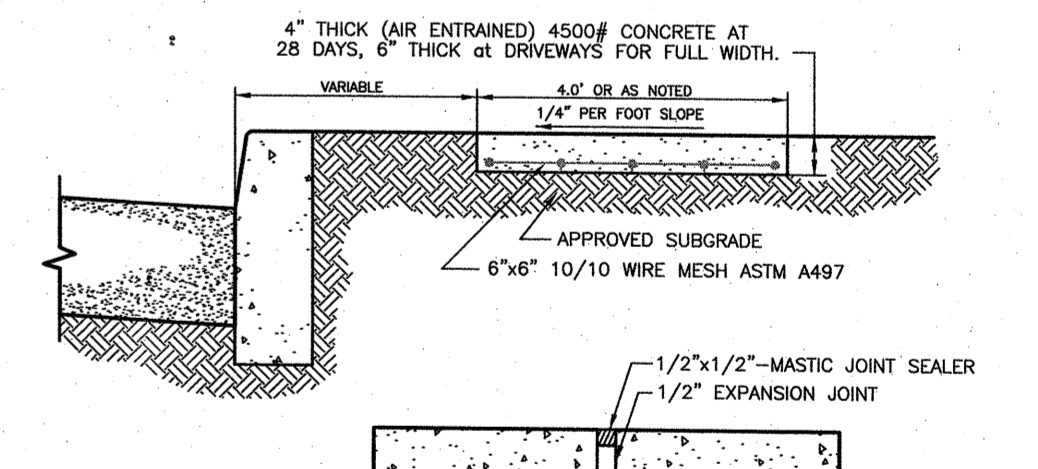 4" THICK (AIR ENTRAINED) 4500# CONCRETE AT
28 DAYS, 6" THICK at DRIVEWAYS FOR FULL WIDTH.
VARIABLE
4.0' OR AS NOTED
1/4" PER FOOT SLOPE
APPROVED SUBGRADE
6"x6" 10/10 WIRE MESH ASTM A497
1/2"x1/2"-MASTIC JOINT SEALER
1/2" EXPANSION JOINT